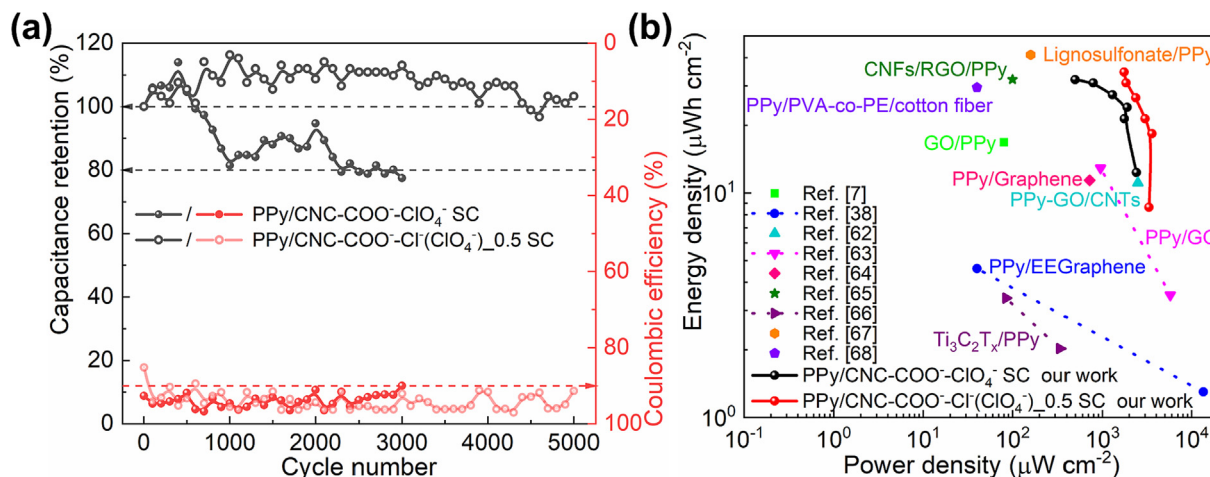 (a)
Capacitance retention (%)
120
100
80
60
40
20
0
0
20
40
60
80
100
Coulombic efficiency (%)
/ PPy/CNC-COO⁻-ClO₄⁻ SC
/ PPy/CNC-COO⁻-Cl⁻(ClO₄⁻)_0.5 SC
0 1000 2000 3000 4000 5000
Cycle number
(b)
Energy density (μWh cm⁻²)
10¹
10⁰
Lignosulfonate/PPy
CNFs/RGO/PPy
PPy/PVA-co-PE/cotton fiber
GO/PPy
PPy/Graphene
PPy-GO/CNTs
PPy/GO
PPy/EEGraphene
Ti₃C₂Tₓ/PPy
Ref. [7]
Ref. [38]
Ref. [62]
Ref. [63]
Ref. [64]
Ref. [65]
Ref. [66]
Ref. [67]
Ref. [68]
PPy/CNC-COO⁻-ClO₄⁻ SC our work
PPy/CNC-COO⁻-Cl⁻(ClO₄⁻)_0.5 SC our work
10⁻¹ 10⁰ 10¹ 10² 10³ 10⁴
Power density (μW cm⁻²)